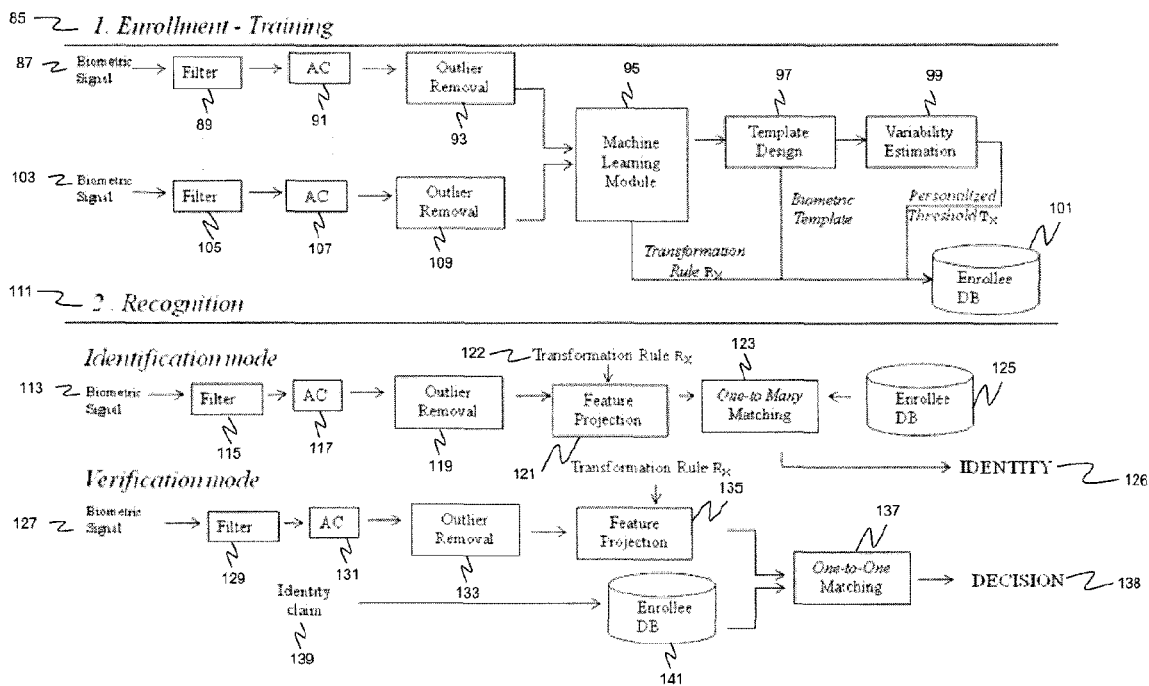 85
1. Enrollment - Training
87
Biometric
Signal
Filter
89
AC
91
Outlier
Removal
93
95
Machine
Learning
Module
97
Template
Design
99
Variability
Estimation
103
Biometric
Signal
Filter
105
AC
107
Outlier
Removal
109
Transformation
Rule RX
Biometric
Template
Personalized
Threshold TX
101
Enrollee
DB
111
2. Recognition
Identification mode
113
Biometric
Signal
Filter
115
AC
117
Outlier
Removal
119
122
Transformation Rule RX
Feature
Projection
121
123
One-to Many
Matching
125
Enrollee
DB
IDENTITY
126
Verification mode
127
Biometric
Signal
Filter
129
AC
131
Outlier
Removal
133
Transformation Rule RX
135
Feature
Projection
137
One-to-One
Matching
DECISION
138
Identity
claim
139
Enrollee
DB
141